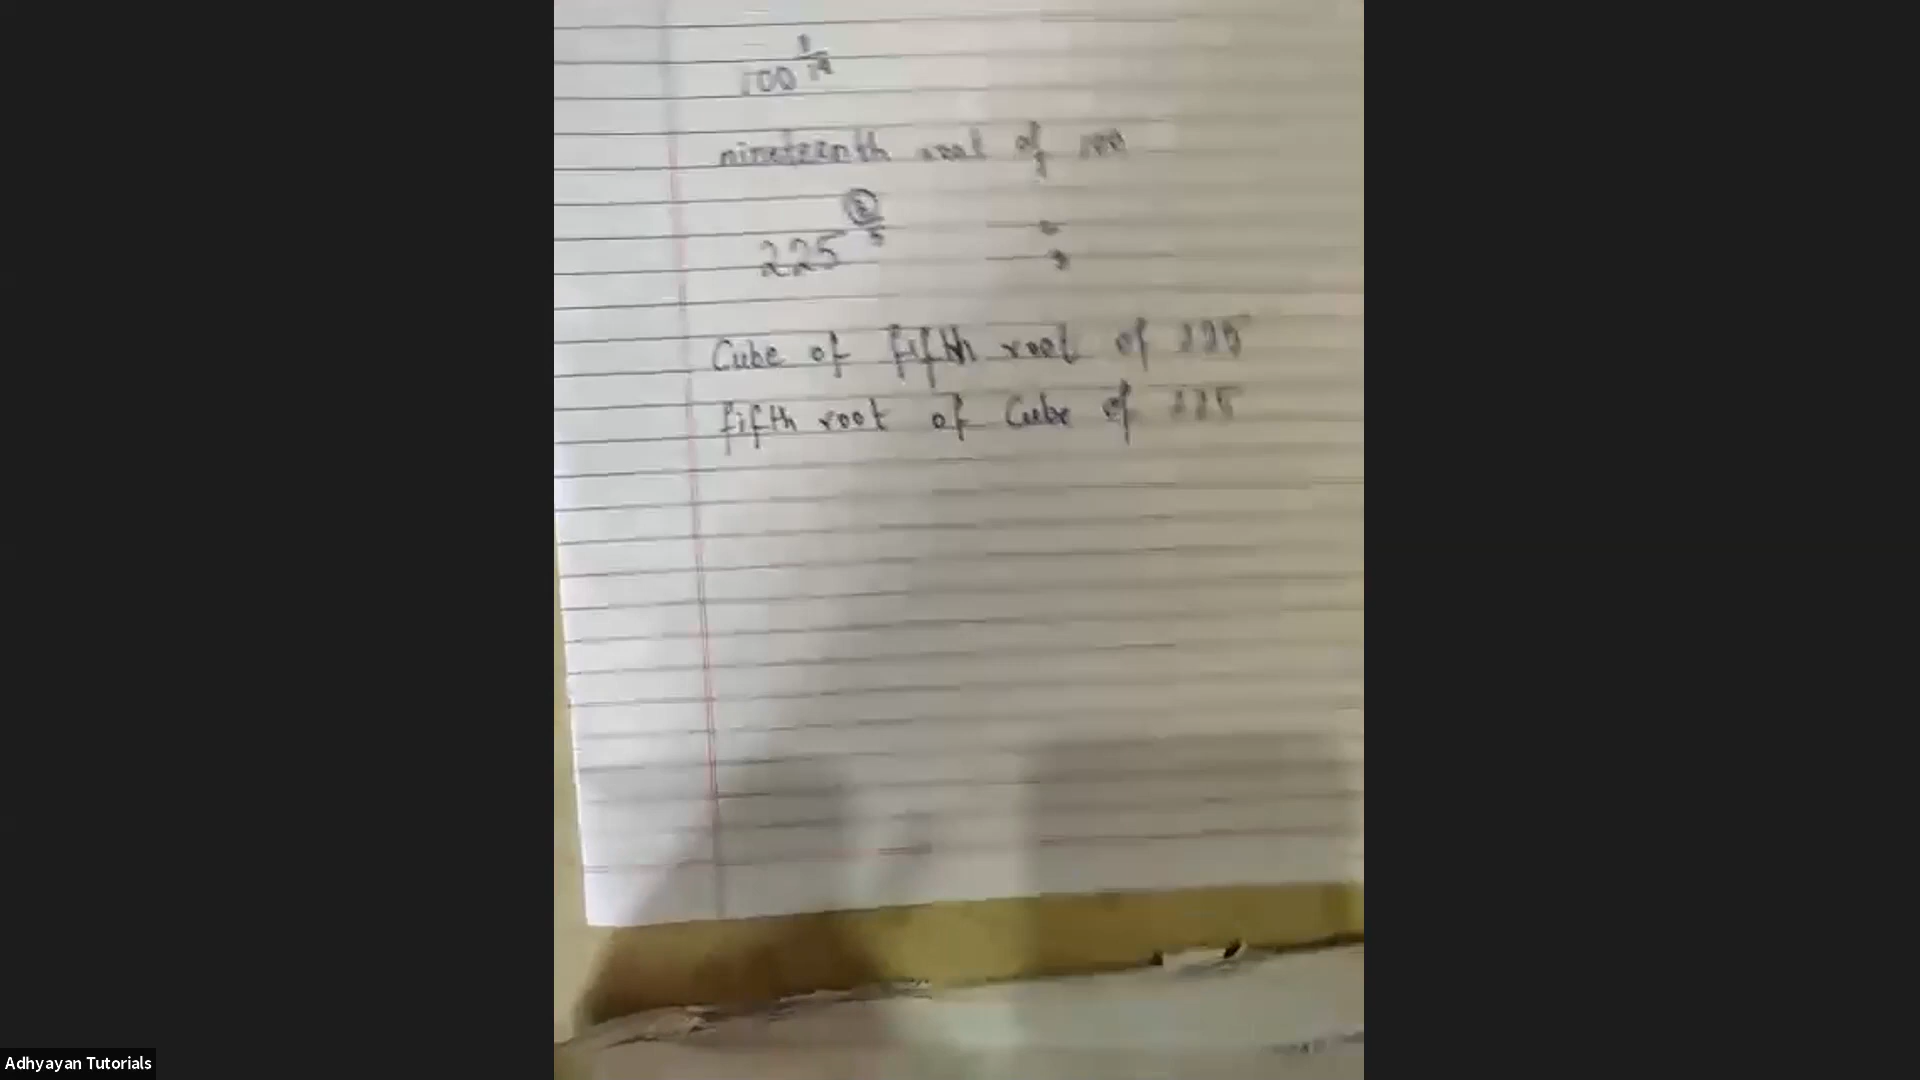 100^(1/19)
nineteenth root of 100
225^(3/5)
Cube of fifth root of 225
fifth root of Cube of 225
Adhyayan Tutorials